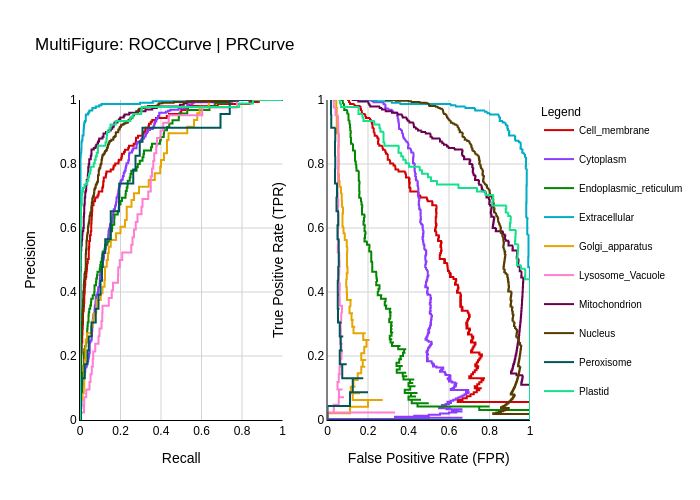 MultiFigure: ROCCurve | PRCurve
Precision
1
0.8
0.6
0.4
0.2
0
0 0.2 0.4 0.6 0.8 1
Recall
True Positive Rate (TPR)
1
0.8
0.6
0.4
0.2
0
0 0.2 0.4 0.6 0.8 1
False Positive Rate (FPR)
Legend
Cell_membrane
Cytoplasm
Endoplasmic_reticulum
Extracellular
Golgi_apparatus
Lysosome_Vacuole
Mitochondrion
Nucleus
Peroxisome
Plastid